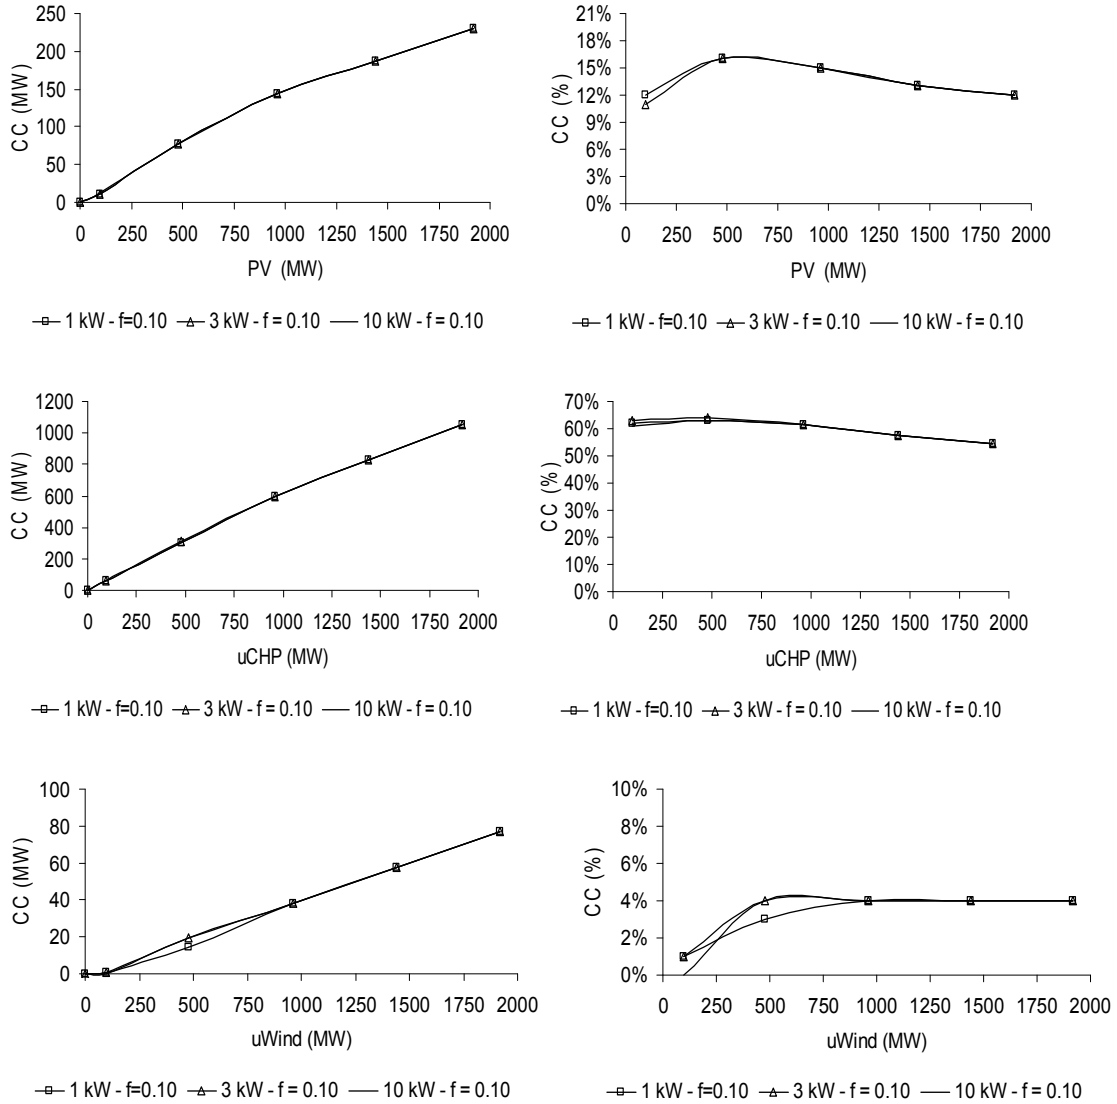 250
200
150
100
50
0
CC (MW)
0 250 500 750 1000 1250 1500 1750 2000
PV (MW)
1 kW - f=0.10 3 kW - f = 0.10 10 kW - f = 0.10
21%
18%
15%
12%
9%
6%
3%
0%
CC (%)
0 250 500 750 1000 1250 1500 1750 2000
PV (MW)
1 kW - f=0.10 3 kW - f = 0.10 10 kW - f = 0.10
1200
1000
800
600
400
200
0
CC (MW)
0 250 500 750 1000 1250 1500 1750 2000
uCHP (MW)
1 kW - f=0.10 3 kW - f = 0.10 10 kW - f = 0.10
70%
60%
50%
40%
30%
20%
10%
0%
CC (%)
0 250 500 750 1000 1250 1500 1750 2000
uCHP (MW)
1 kW - f=0.10 3 kW - f = 0.10 10 kW - f = 0.10
100
80
60
40
20
0
CC (MW)
0 250 500 750 1000 1250 1500 1750 2000
uWind (MW)
1 kW - f=0.10 3 kW - f = 0.10 10 kW - f = 0.10
10%
8%
6%
4%
2%
0%
CC (%)
0 250 500 750 1000 1250 1500 1750 2000
uWind (MW)
1 kW - f=0.10 3 kW - f = 0.10 10 kW - f = 0.10